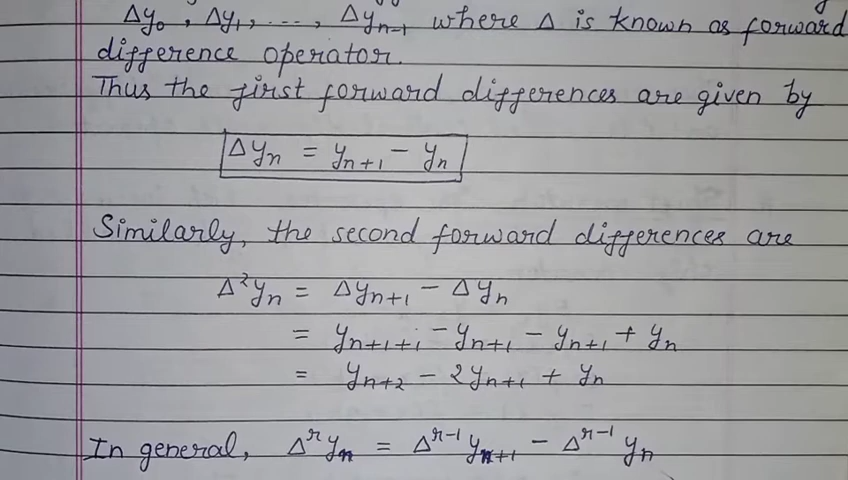 Δy₀, Δy₁, ..., Δyₙ₋₁ where Δ is known as forward
difference operator.
Thus the first forward differences are given by
Δyₙ = yₙ₊₁ - yₙ
Similarly, the second forward differences are
Δ²yₙ = Δyₙ₊₁ - Δyₙ
= yₙ₊₁₊₁ - yₙ₊₁ - yₙ₊₁ + yₙ
= yₙ₊₂ - 2yₙ₊₁ + yₙ
In general, Δʳyₙ = Δʳ⁻¹yₙ₊₁ - Δʳ⁻¹yₙ